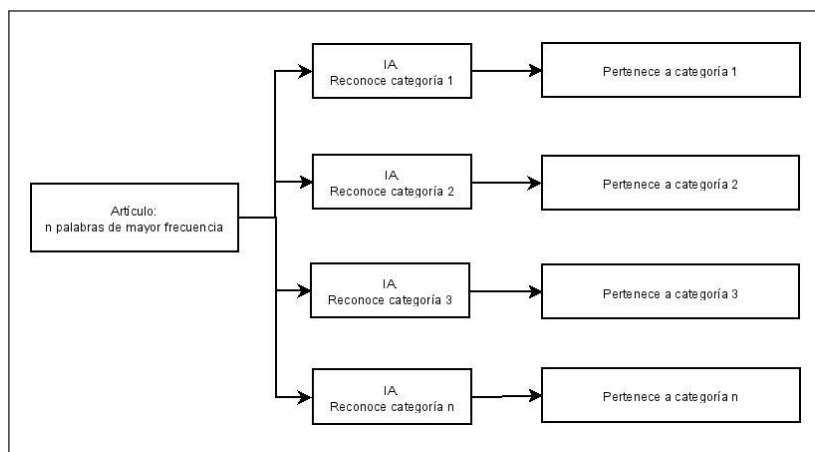 IA.
Reconoce categoría 1
Pertenece a categoría 1
IA.
Reconoce categoría 2
Pertenece a categoría 2
Artículo:
n palabras de mayor frecuencia
IA.
Reconoce categoría 3
Pertenece a categoría 3
IA.
Reconoce categoría n
Pertenece a categoría n